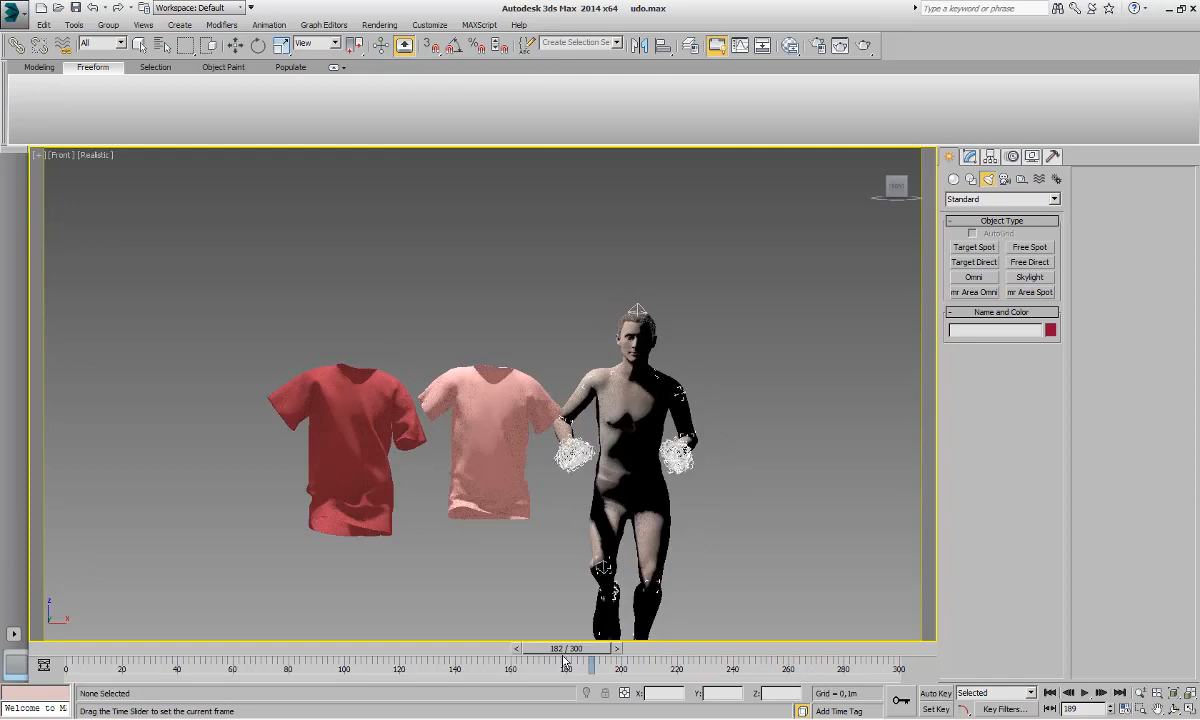 Workspace: Default
Autodesk 3ds Max 2014 x64 udo.max
Type a keyword or phrase
Edit Tools Group Views Create Modifiers Animation Graph Editors Rendering Customize MAXScript Help
All View Create Selection Se
Modeling Freeform Selection Object Paint Populate
[+] [Front] [Realistic]
FRONT
Standard
Object Type
AutoGrid
Target Spot Free Spot
Target Direct Free Direct
Omni Skylight
mr Area Omni mr Area Spot
Name and Color
z
x
< 182 / 300 >
0 20 40 60 80 100 120 140 160 180 200 220 240 260 280 300
None Selected X: Y: Z: Grid = 0,1m Auto Key Selected
Welcome to M Drag the Time Slider to set the current frame Add Time Tag Set Key Key Filters... 189